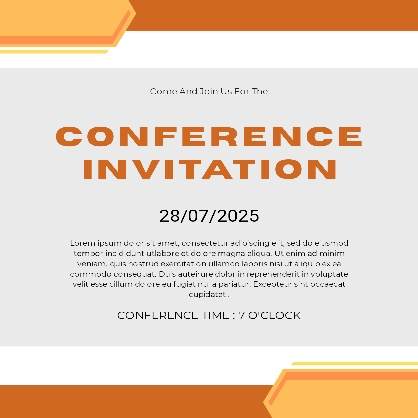 Come And Join Us For The
CONFERENCE
INVITATION
28/07/2025
Lorem ipsum dolor sit amet, consectetur adipiscing elit, sed do eiusmod
tempor incididunt ut labore et dolore magna aliqua. Ut enim ad minim
veniam, quis nostrud exercitation ullamco laboris nisi ut aliquip ex ea
commodo consequat. Duis aute irure dolor in reprehenderit in voluptate
velit esse cillum dolore eu fugiat nulla pariatur. Excepteur sint occaecat
cupidatat.
CONFERENCE TIME : 7 O'CLOCK